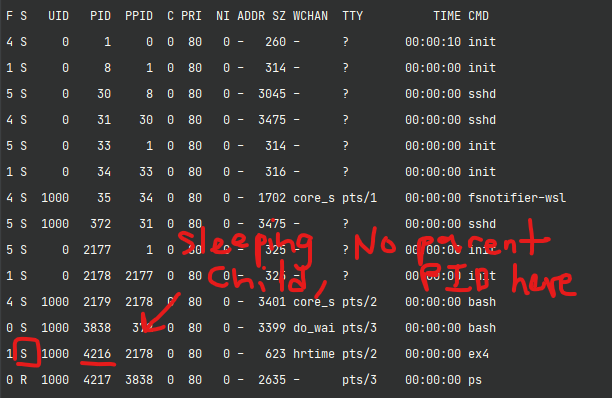 F S UID PID PPID C PRI NI ADDR SZ WCHAN TTY TIME CMD
4 S 0 1 0 0 80 0 - 260 - ? 00:00:10 init
1 S 0 8 1 0 80 0 - 314 - ? 00:00:00 init
5 S 0 30 8 0 80 0 - 3045 - ? 00:00:00 sshd
4 S 0 31 30 0 80 0 - 3475 - ? 00:00:00 sshd
5 S 0 33 1 0 80 0 - 314 - ? 00:00:00 init
1 S 0 34 33 0 80 0 - 316 - ? 00:00:00 init
4 S 1000 35 34 0 80 0 - 1702 core_s pts/1 00:00:00 fsnotifier-wsl
5 S 1000 372 31 0 80 0 - 3475 - ? 00:00:00 sshd
5 S 0 2177 1 0 80 0 - 325 - ? 00:00:00 init
1 S 0 2178 2177 0 80 0 - 325 - ? 00:00:00 init
4 S 1000 2179 2178 0 80 0 - 3401 core_s pts/2 00:00:00 bash
0 S 1000 3838 0 80 0 - 3399 do_wai pts/3 00:00:00 bash
1 S 1000 4216 2178 0 80 0 - 623 hrtime pts/2 00:00:00 ex4
0 R 1000 4217 3838 0 80 0 - 2635 - pts/3 00:00:00 ps
Sleeping No parent
Child, PID here